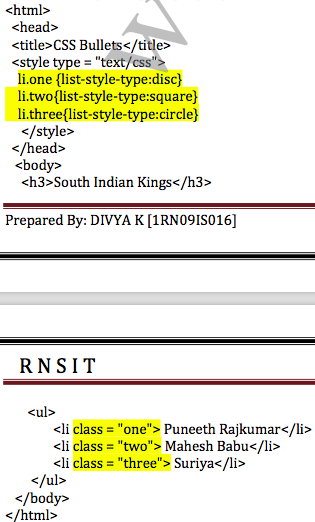 <html>
<head>
<title>CSS Bullets</title>
<style type = "text/css">
li.one {list-style-type:disc}
li.two{list-style-type:square}
li.three{list-style-type:circle}
</style>
</head>
<body>
<h3>South Indian Kings</h3>
Prepared By: DIVYA K [1RN09IS016]
R N S I T
<ul>
<li class = "one"> Puneeth Rajkumar</li>
<li class = "two"> Mahesh Babu</li>
<li class = "three"> Suriya</li>
</ul>
</body>
</html>